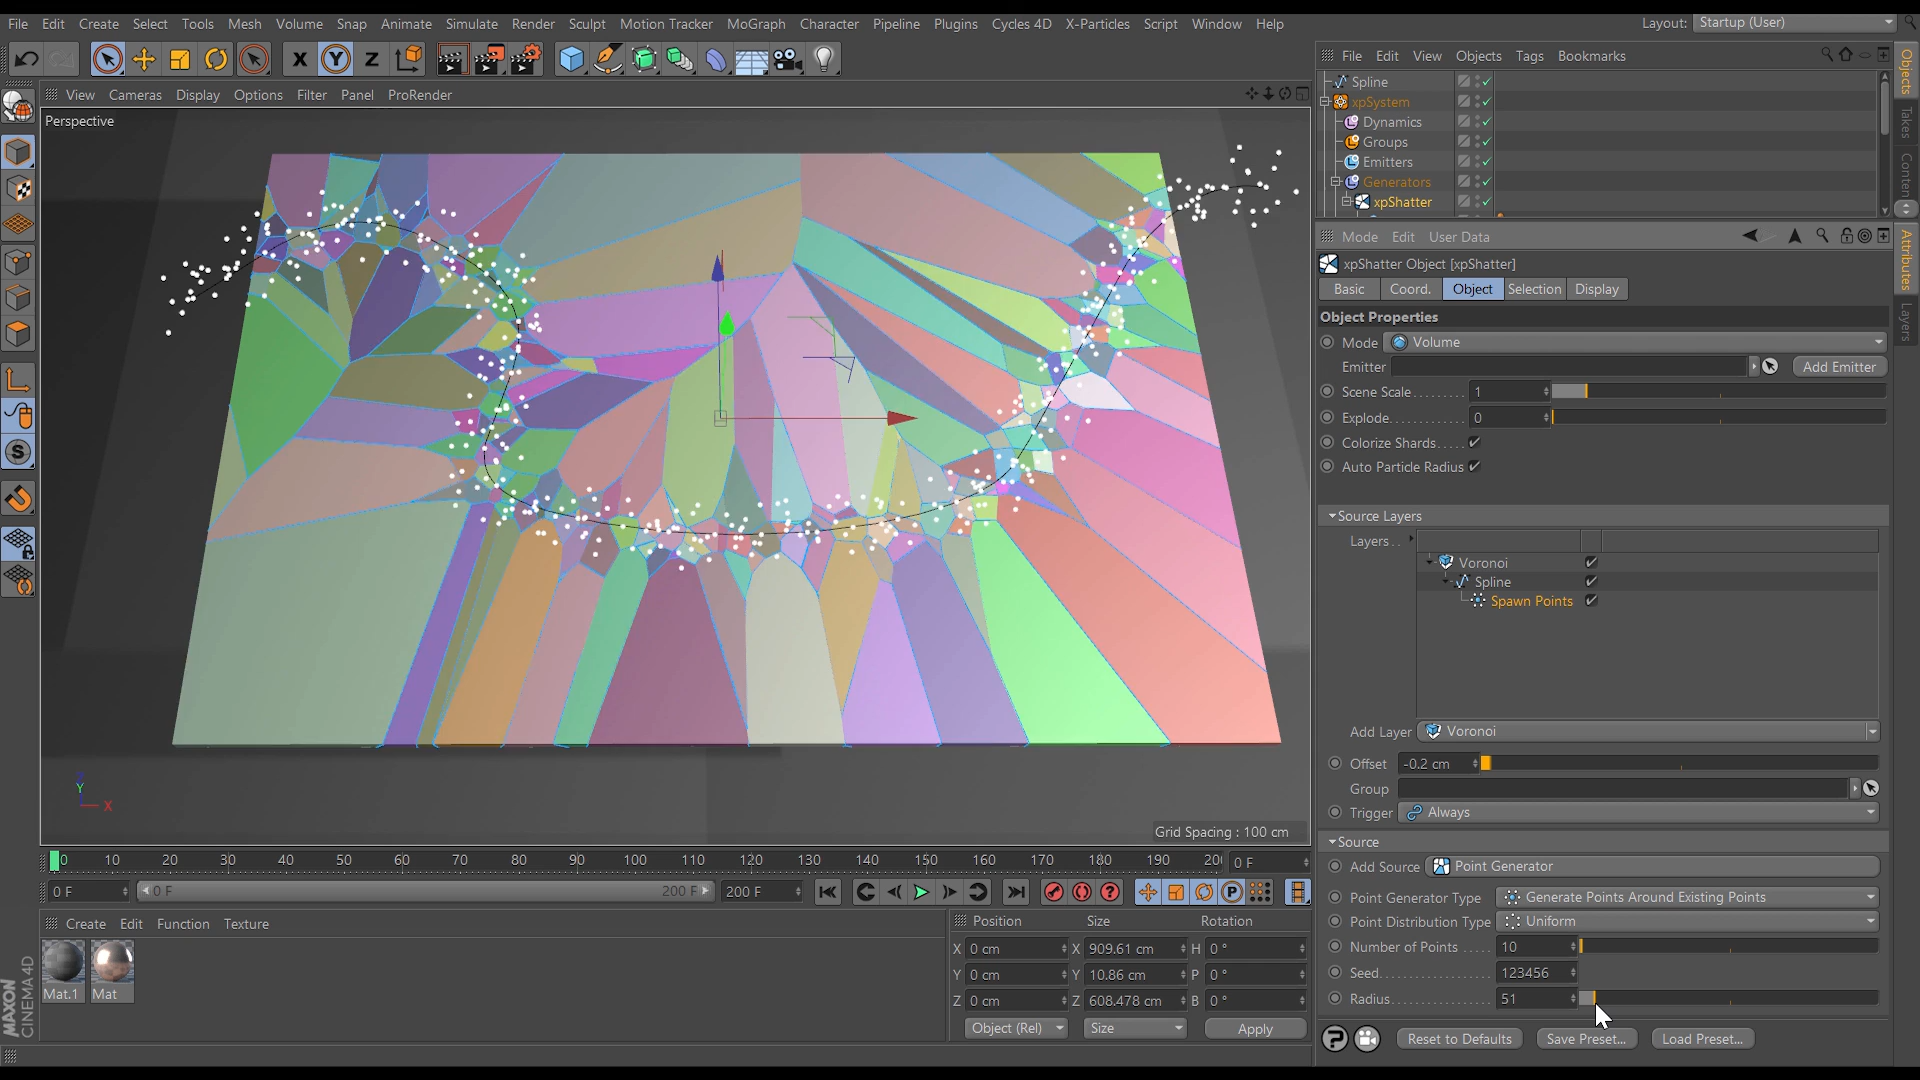 File Edit Create Select Tools Mesh Volume Snap Animate Simulate Render Sculpt Motion Tracker MoGraph Character Pipeline Plugins Cycles 4D X-Particles Script Window Help
Layout: Startup (User)
X Y Z
File Edit View Objects Tags Bookmarks
View Cameras Display Options Filter Panel ProRender
Perspective
Spline
xpSystem
Dynamics
Groups
Emitters
Generators
xpShatter
Objects
Takes
Attributes
Layers
Mode Edit User Data
xpShatter Object [xpShatter]
Basic Coord. Object Selection Display
Object Properties
Mode Volume
Emitter Add Emitter
Scene Scale......... 1
Explode............. 0
Colorize Shards.....
Auto Particle Radius
Source Layers
Layers..
Voronoi
Spline
Spawn Points
Add Layer Voronoi
Offset -0.2 cm
Group
Trigger Always
Source
Add Source Point Generator
Point Generator Type Generate Points Around Existing Points
Point Distribution Type Uniform
Number of Points ..... 10
Seed.................... 123456
Radius.................. 51
Reset to Defaults Save Preset... Load Preset...
Y
X
Grid Spacing : 100 cm
0 10 20 30 40 50 60 70 80 90 100 110 120 130 140 150 160 170 180 190 20 0 F
0 F 0 F 200 F 200 F
Create Edit Function Texture
Mat.1 Mat
Position Size Rotation
X 0 cm X 909.61 cm H 0 °
Y 0 cm Y 10.86 cm P 0 °
Z 0 cm Z 608.478 cm B 0 °
Object (Rel) Size Apply
MAXON
CINEMA4D